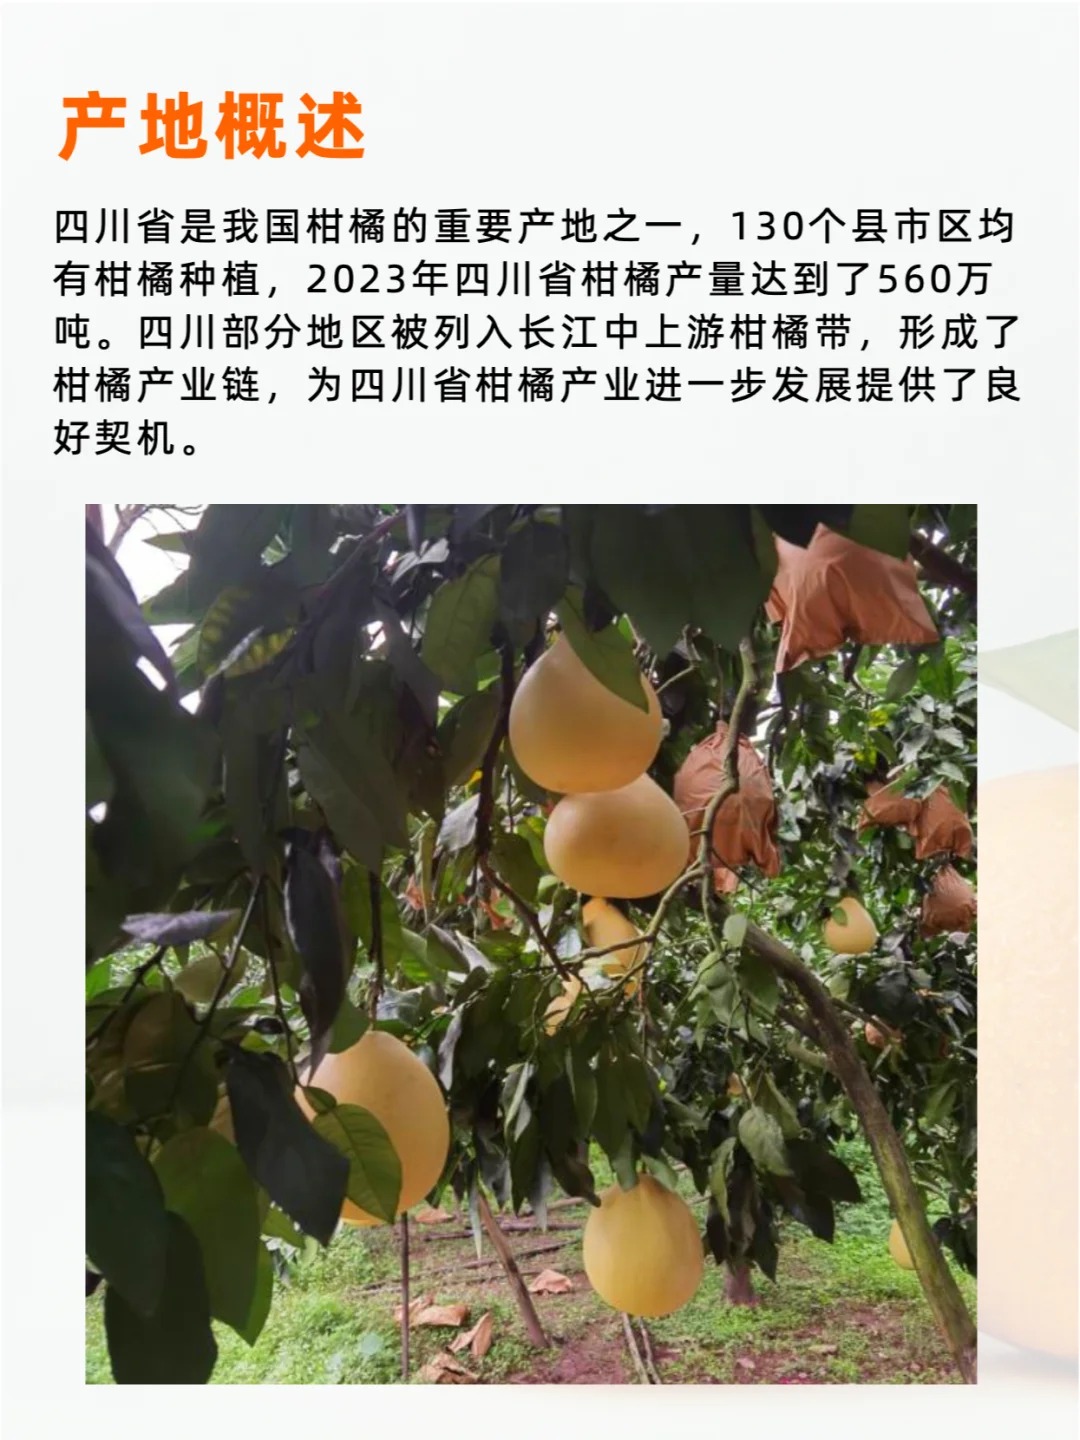 产地概述
四川省是我国柑橘的重要产地之一，130个县市区均
有柑橘种植，2023年四川省柑橘产量达到了560万
吨。四川部分地区被列入长江中上游柑橘带，形成了
柑橘产业链，为四川省柑橘产业进一步发展提供了良
好契机。